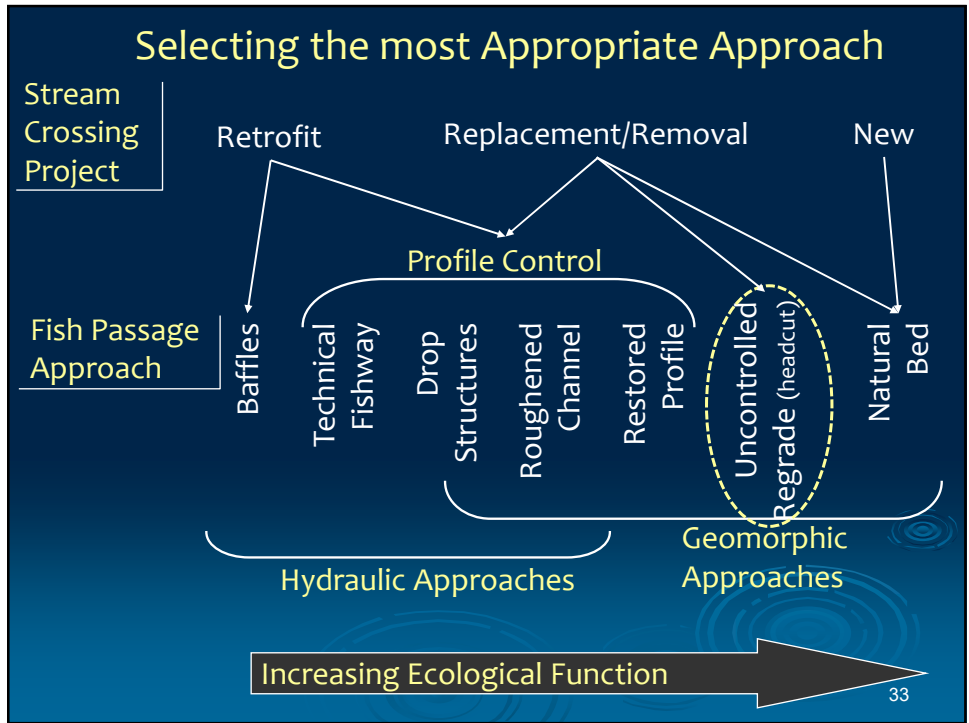 Selecting the most Appropriate Approach
Stream
Crossing
Project
Retrofit
Replacement/Removal
New
Profile Control
Fish Passage
Approach
Baffles
Technical
Fishway
Drop
Structures
Roughened
Channel
Restored
Profile
Uncontrolled
Regrade (headcut)
Natural
Bed
Geomorphic
Approaches
Hydraulic Approaches
Increasing Ecological Function
33